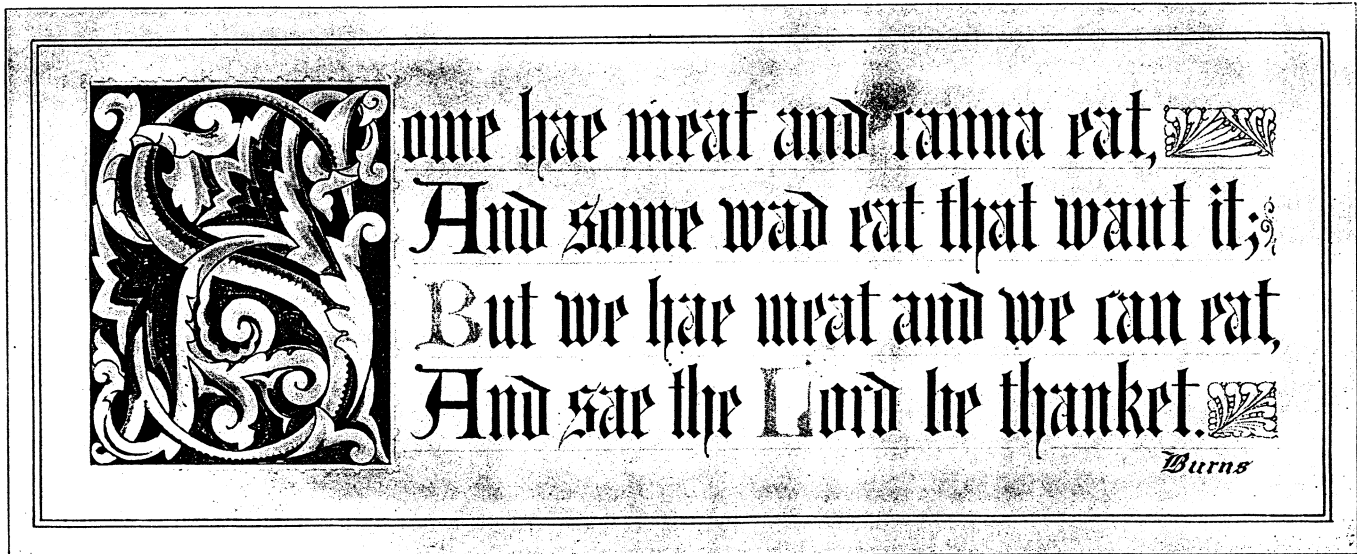 Some hae meat and canna eat,
And some wad eat that want it;
But we hae meat and we can eat,
And sae the Lord be thanket.
Burns